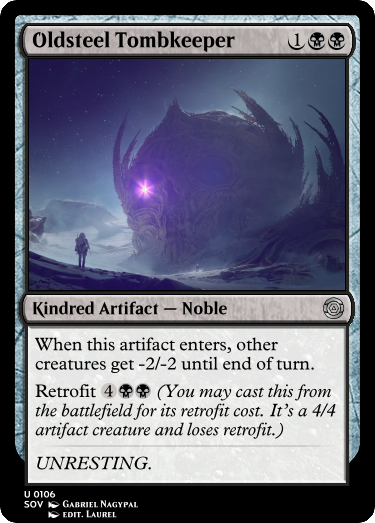 Oldsteel Tombkeeper 1
Kindred Artifact — Noble
When this artifact enters, other
creatures get -2/-2 until end of turn.
Retrofit 4 (You may cast this from
the battlefield for its retrofit cost. It's a 4/4
artifact creature and loses retrofit.)
UNRESTING.
U 0106
SOV Gabriel Nagypal
edit. Laurel